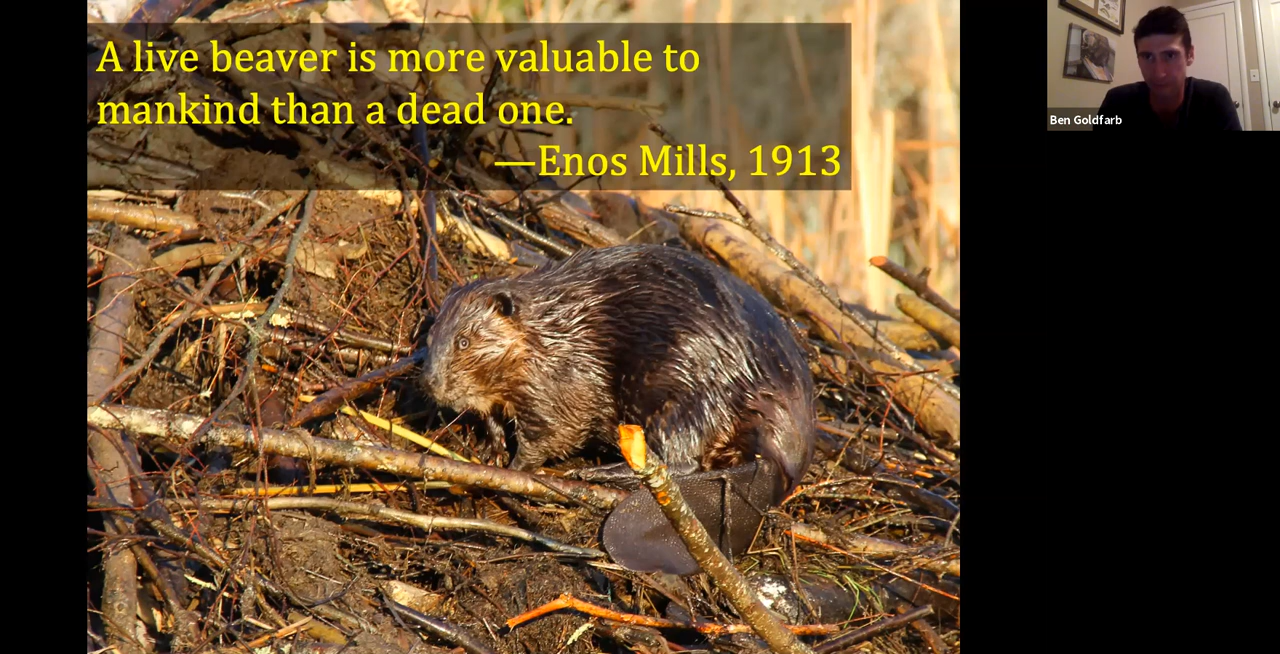 A live beaver is more valuable to
mankind than a dead one.
—Enos Mills, 1913
Ben Goldfarb